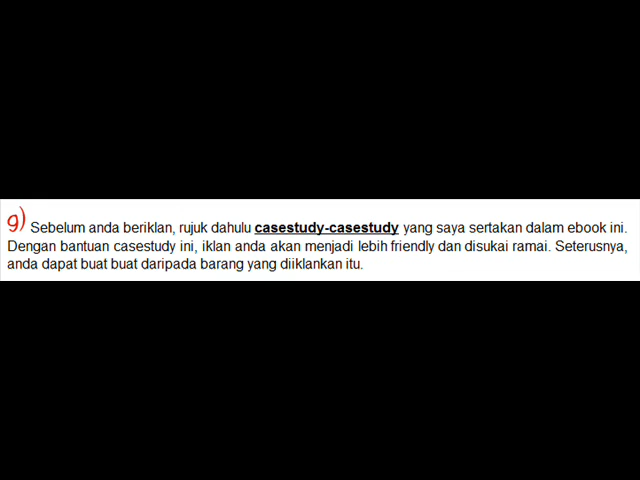 g) Sebelum anda beriklan, rujuk dahulu casestudy-casestudy yang saya sertakan dalam ebook ini.
Dengan bantuan casestudy ini, iklan anda akan menjadi lebih friendly dan disukai ramai. Seterusnya,
anda dapat buat buat daripada barang yang diiklankan itu.